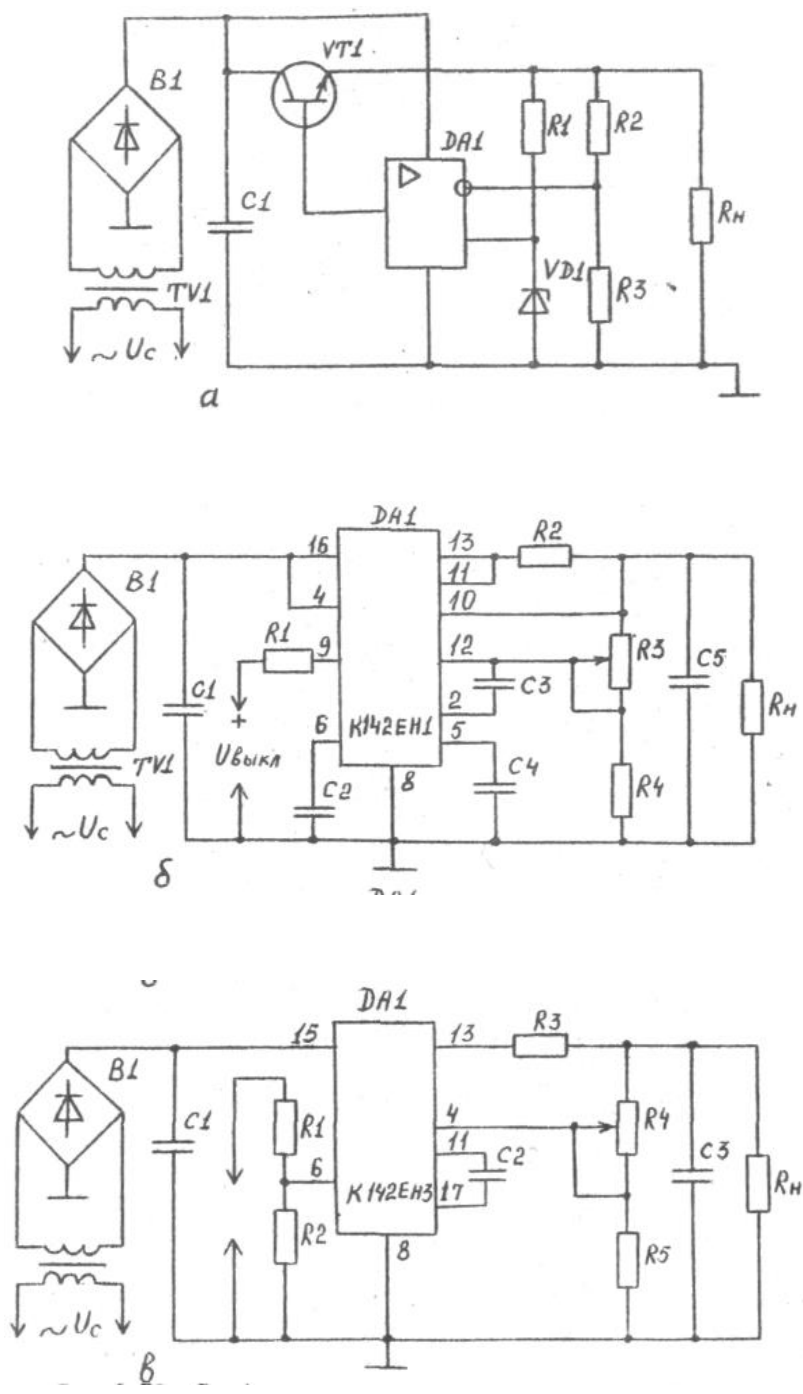 B1
VT1
DA1
R1
R2
C1
TV1
VD1
R3
Rн
~ Uc
а
DA1
B1
16
13
R2
11
4
10
R1
9
12
R3
C5
C1
C3
Rн
+
6
2
K142EH1
5
Uвыкл
TV1
C2
8
C4
R4
~ Uc
б
DA1
15
13
R3
B1
C1
R1
4
R4
11
C2
C3
6
K142EH3
17
Rн
R2
8
R5
~ Uc
в